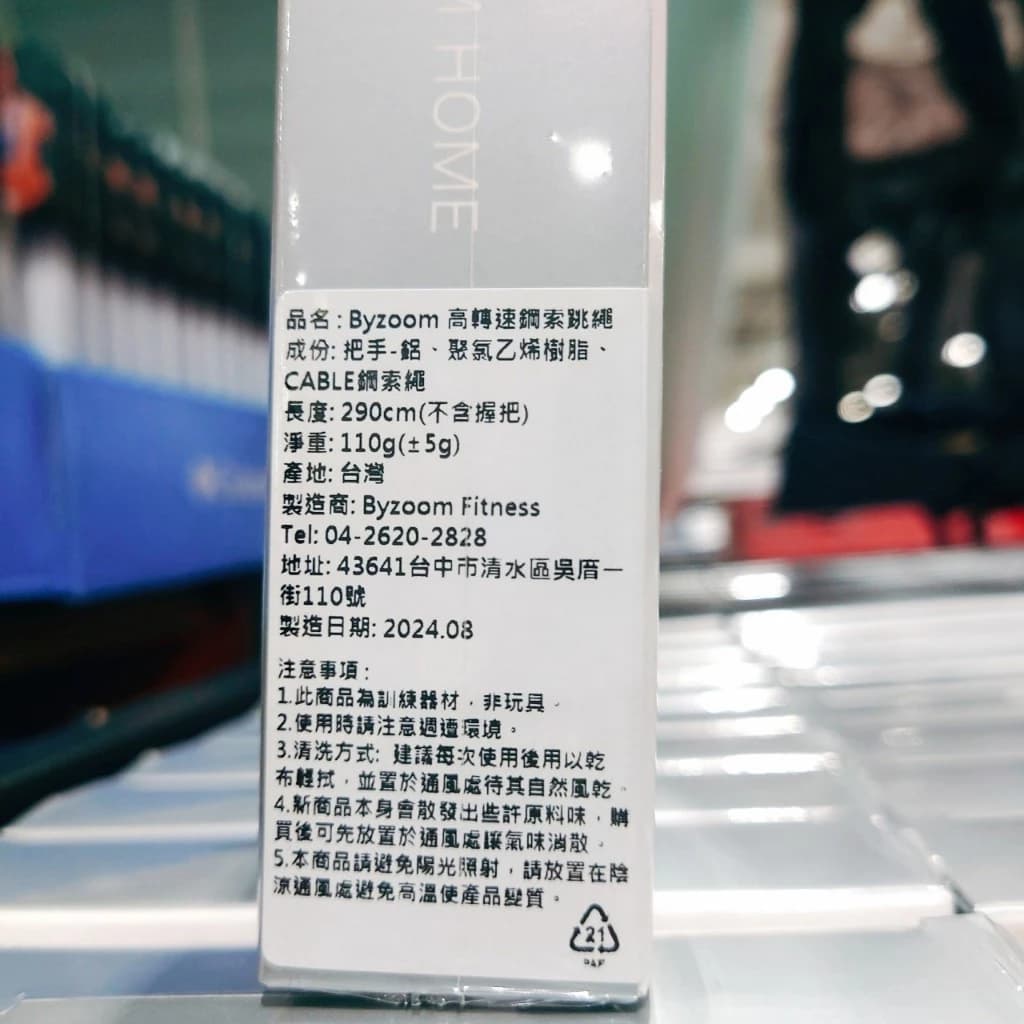 HOME
品名: Byzoom 高轉速鋼索跳繩
成份: 把手-鋁、聚氯乙烯樹脂、
CABLE鋼索繩
長度: 290cm(不含握把)
淨重: 110g(±5g)
產地: 台灣
製造商: Byzoom Fitness
Tel: 04-2620-2828
地址: 43641台中市清水區吳厝一
街110號
製造日期: 2024.08
注意事項:
1.此商品為訓練器材，非玩具。
2.使用時請注意週遭環境。
3.清洗方式: 建議每次使用後用以乾
布輕拭，並置於通風處待其自然風乾。
4.新商品本身會散發出些許原料味，購
買後可先放置於通風處讓氣味消散。
5.本商品請避免陽光照射，請放置在陰
涼通風處避免高溫使產品變質。
21
PAP